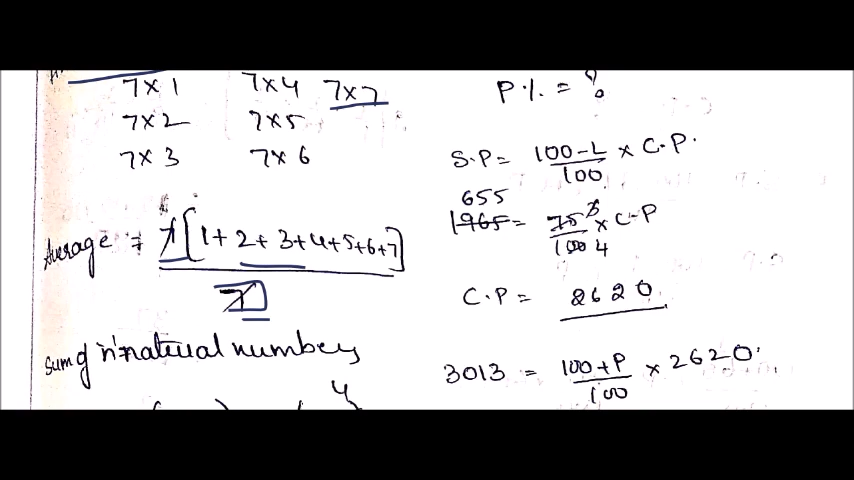 7×1 7×4 7×7
7×2 7×5
7×3 7×6
Average = 7[1+2+3+4+5+6+7]
7
Sum of 'n' natural numbers
P.%. = ?
S.P = 100-L × C.P.
100
655
1965 = 75 3 × C.P
100 4
C.P = 2620
3013 = 100+P × 2620
100